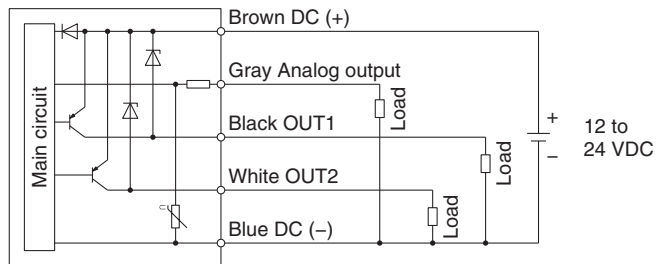 Brown DC (+)
Gray Analog output
Main circuit
Load
Black OUT1
+
12 to
24 VDC
−
Load
White OUT2
Load
Blue DC (−)